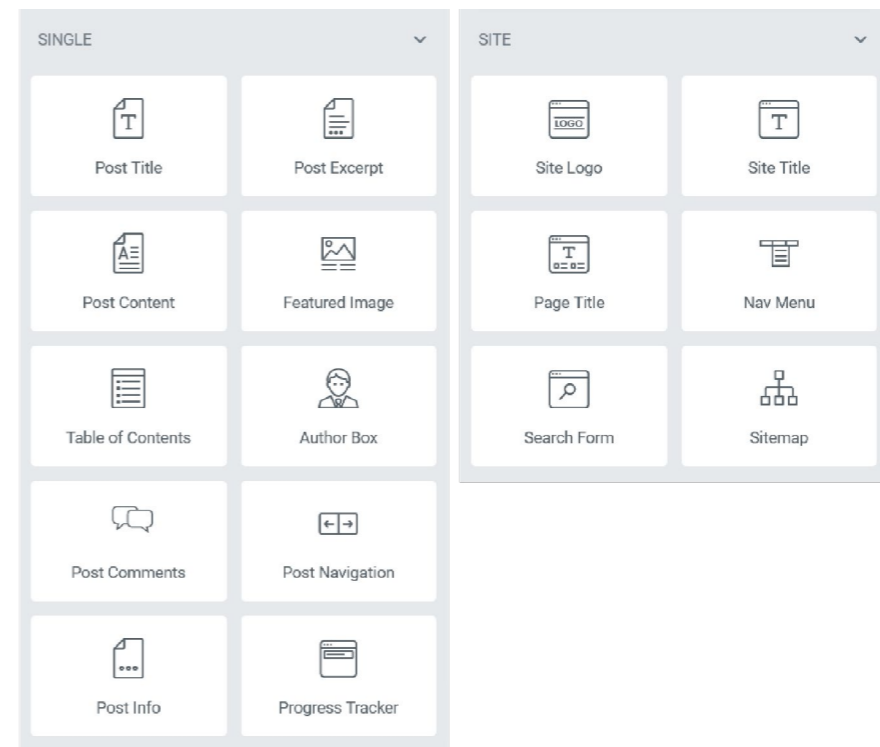 SINGLE
Post Title
Post Excerpt
Post Content
Featured Image
Table of Contents
Author Box
Post Comments
Post Navigation
Post Info
Progress Tracker
SITE
LOGO
Site Logo
T
Site Title
T
Page Title
Nav Menu
Search Form
Sitemap